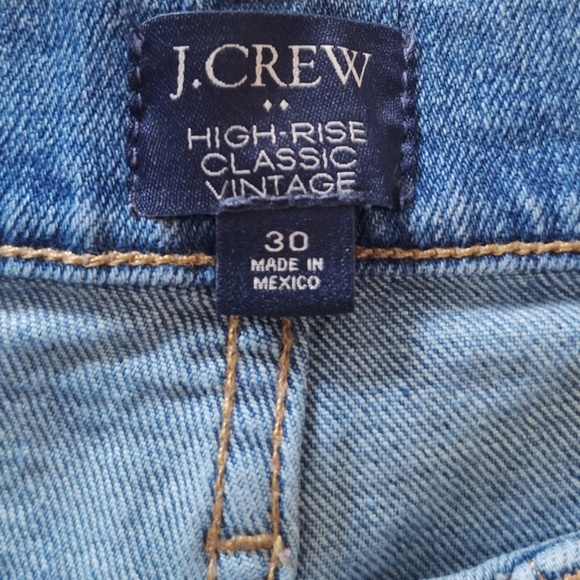 J.CREW
HIGH-RISE
CLASSIC
VINTAGE
30
MADE IN
MEXICO